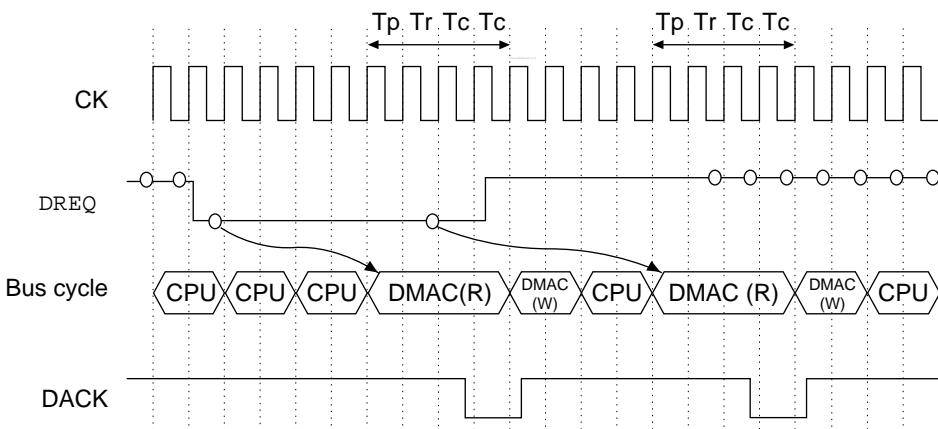 Tp Tr Tc Tc Tp Tr Tc Tc
CK
DREQ
Bus cycle CPU CPU CPU DMAC(R) DMAC (W) CPU DMAC (R) DMAC (W) CPU
DACK